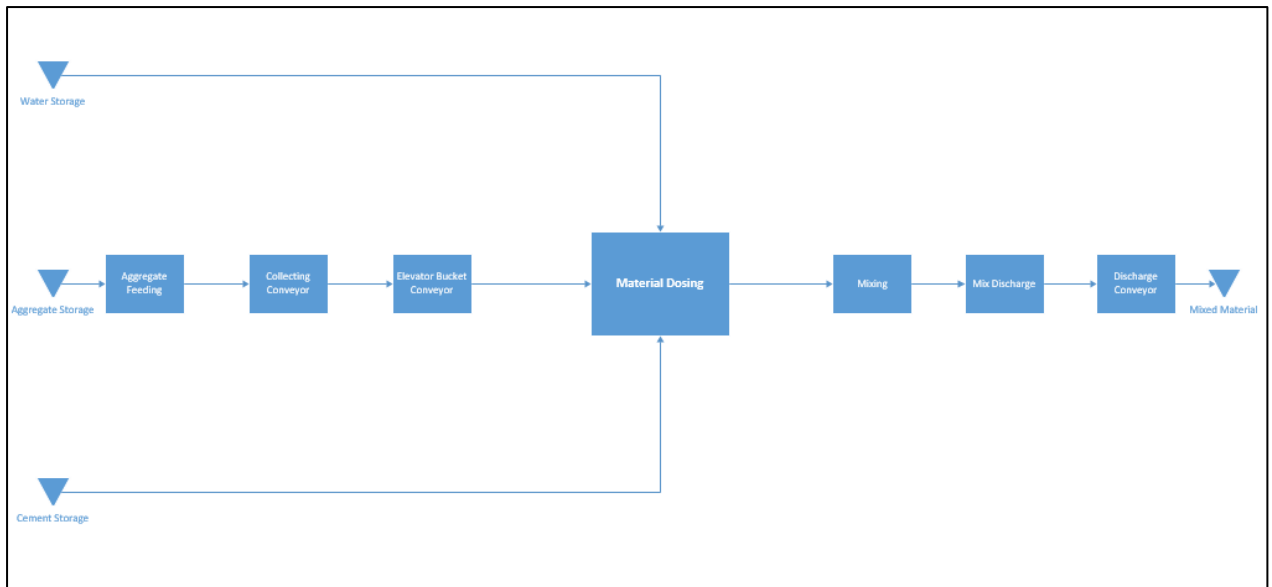 Water Storage
Aggregate Storage
Aggregate
Feeding
Collecting
Conveyor
Elevator Bucket
Conveyor
Material Dosing
Mixing
Mix Discharge
Discharge
Conveyor
Mixed Material
Cement Storage